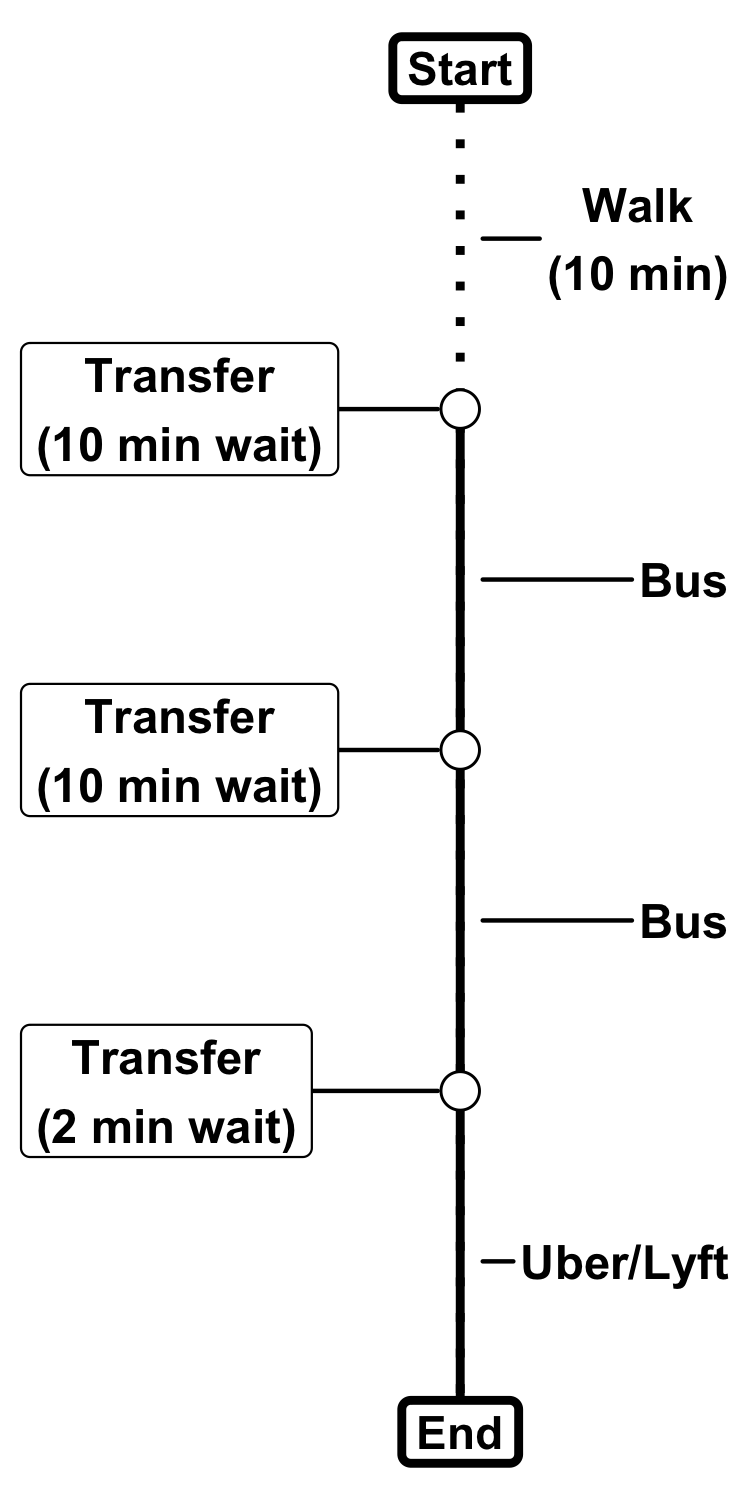 Start
Walk
(10 min)
Transfer
(10 min wait)
Bus
Transfer
(10 min wait)
Bus
Transfer
(2 min wait)
Uber/Lyft
End